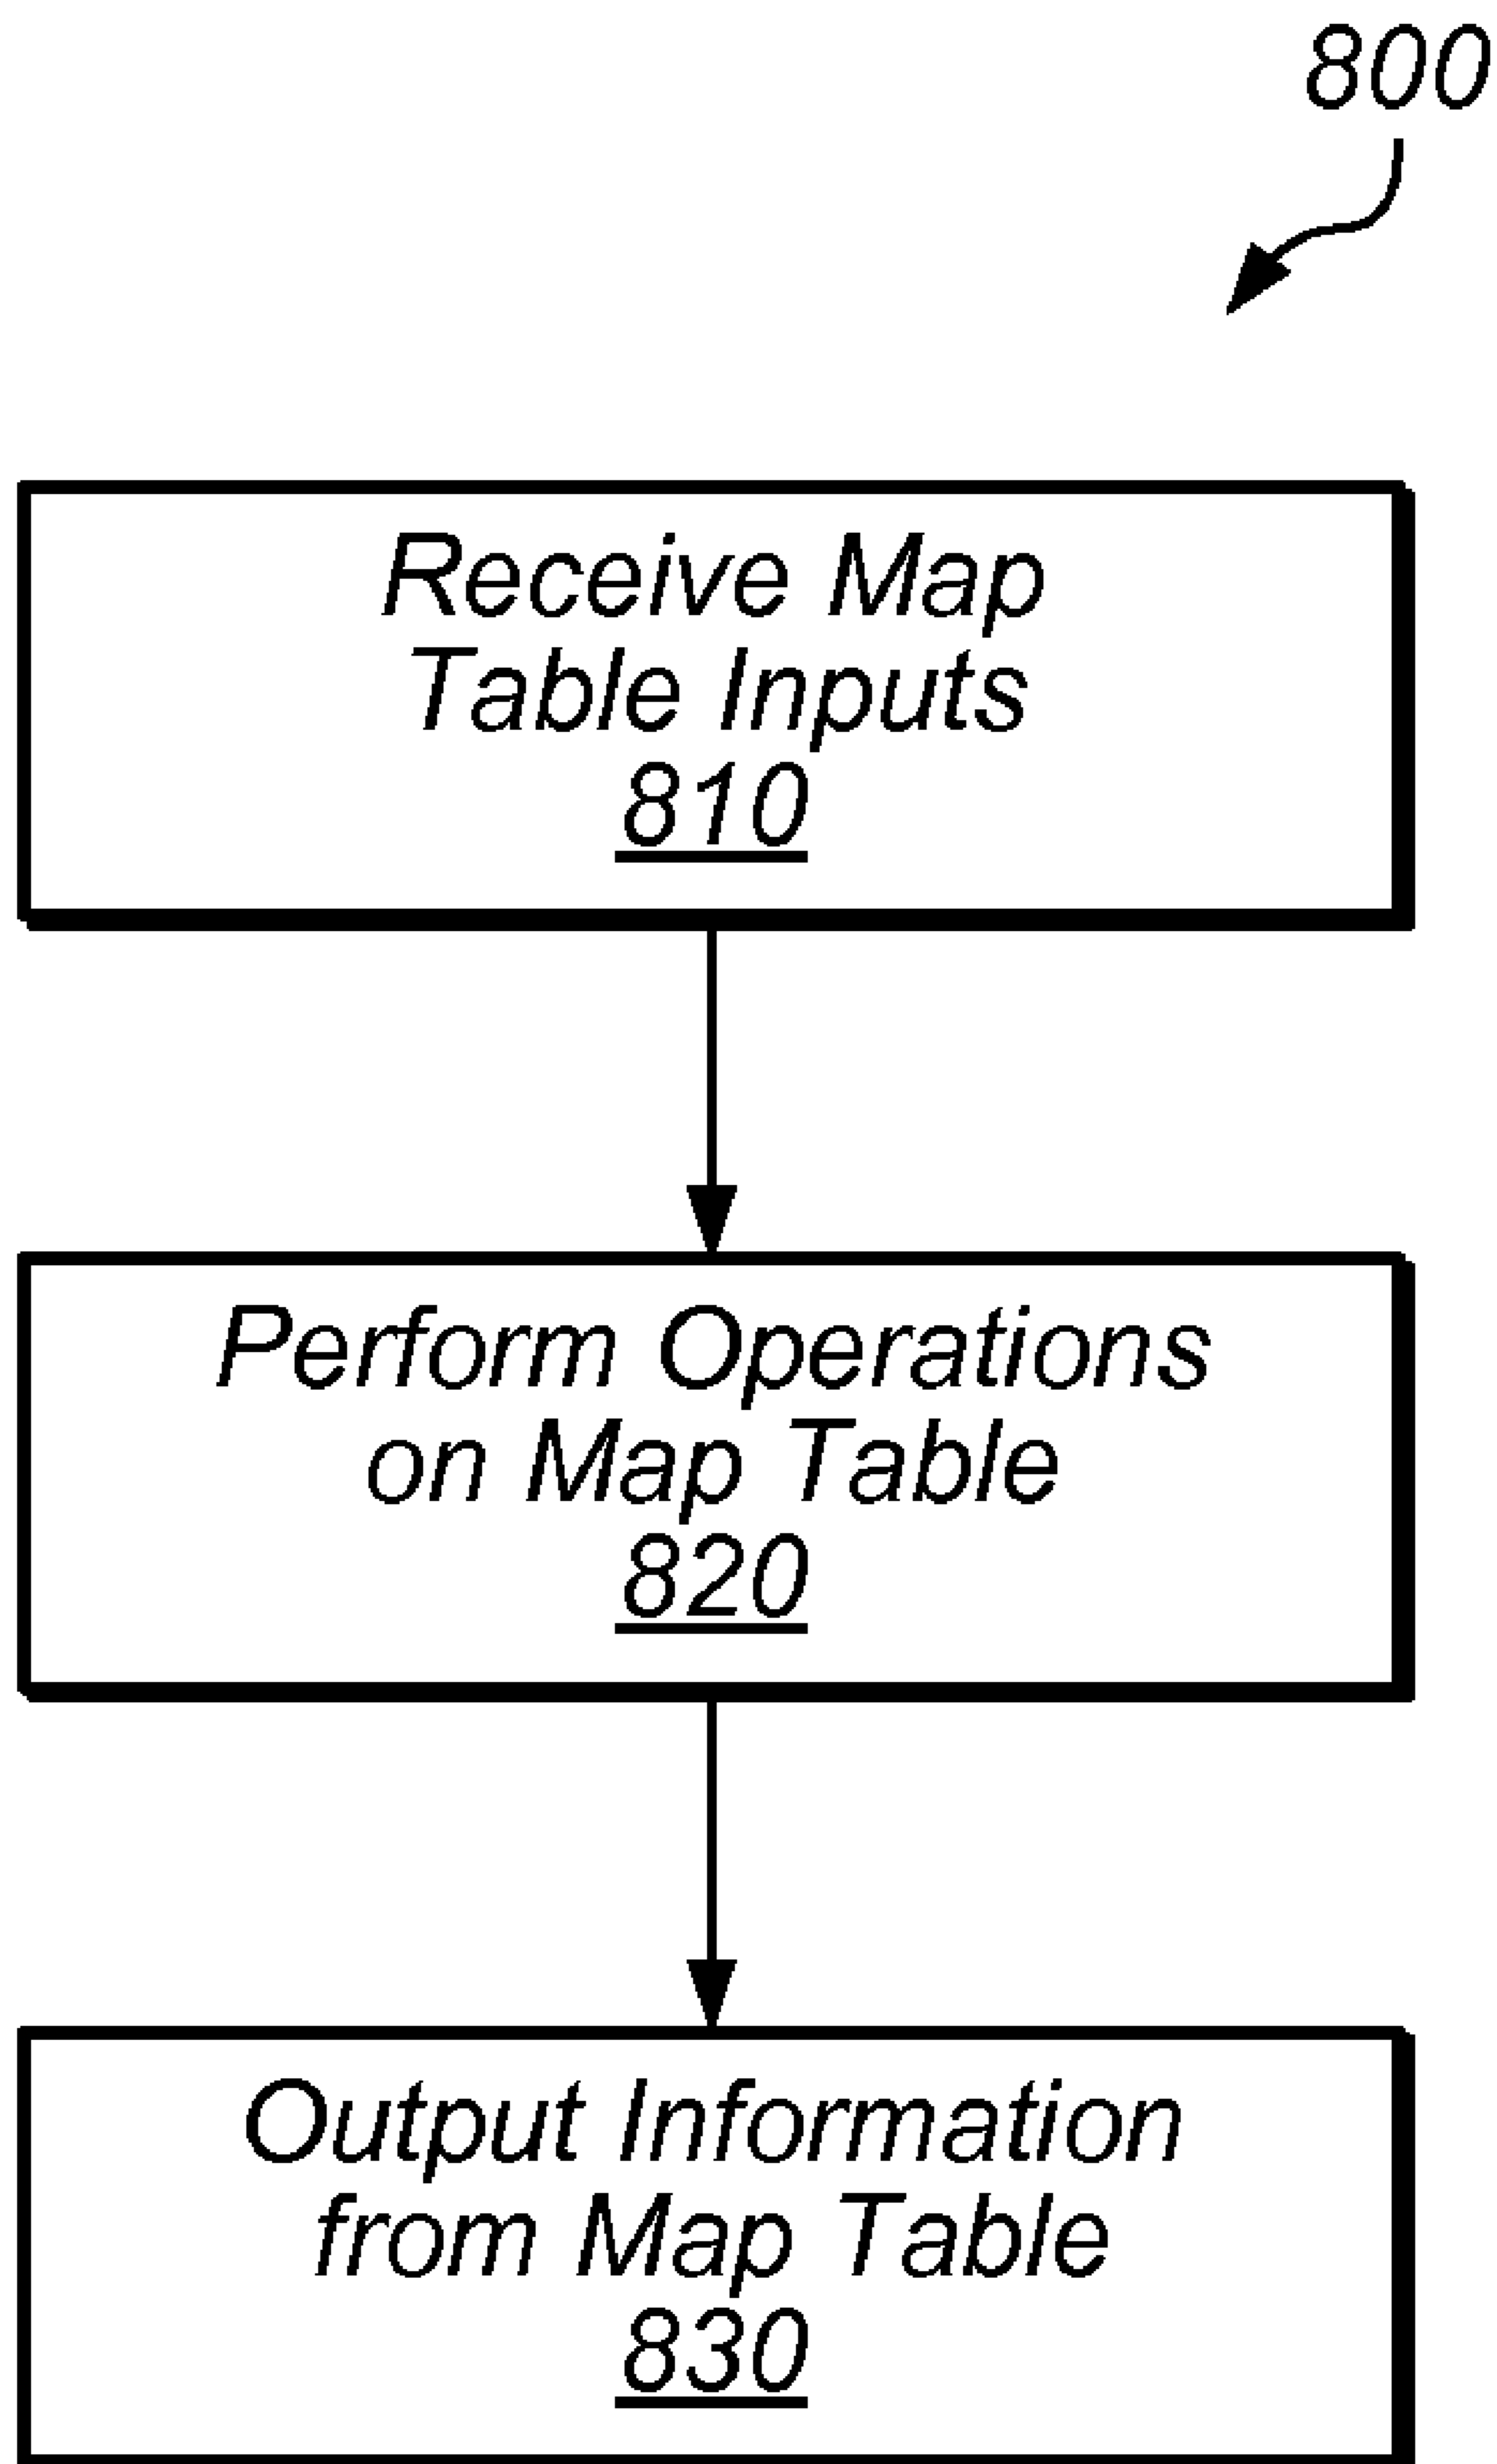 800
Receive Map
Table Inputs
810
Perform Operations
on Map Table
820
Output Information
from Map Table
830